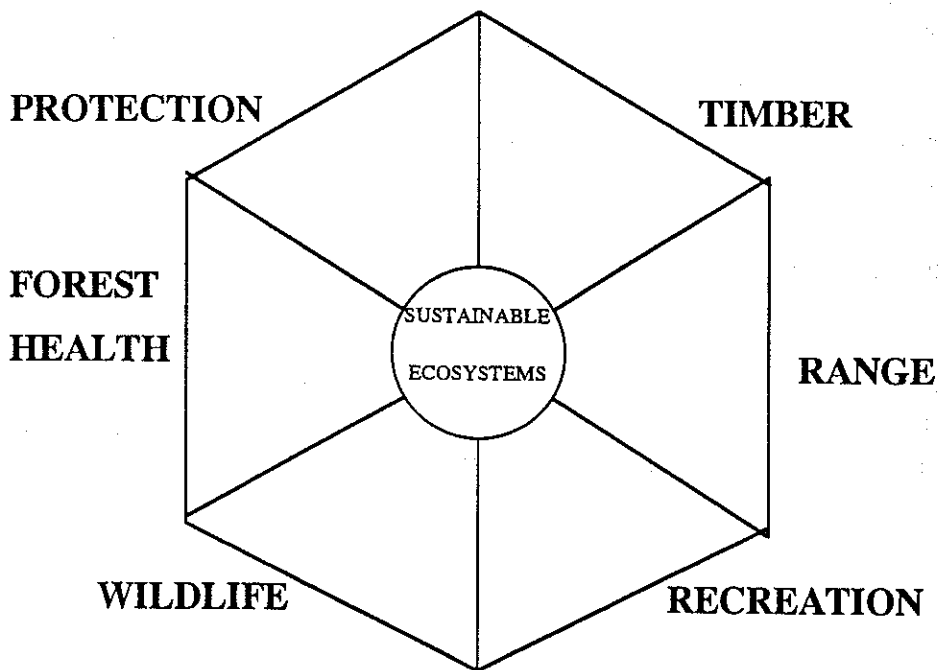 PROTECTION
TIMBER
FOREST
HEALTH
SUSTAINABLE
ECOSYSTEMS
RANGE
WILDLIFE
RECREATION